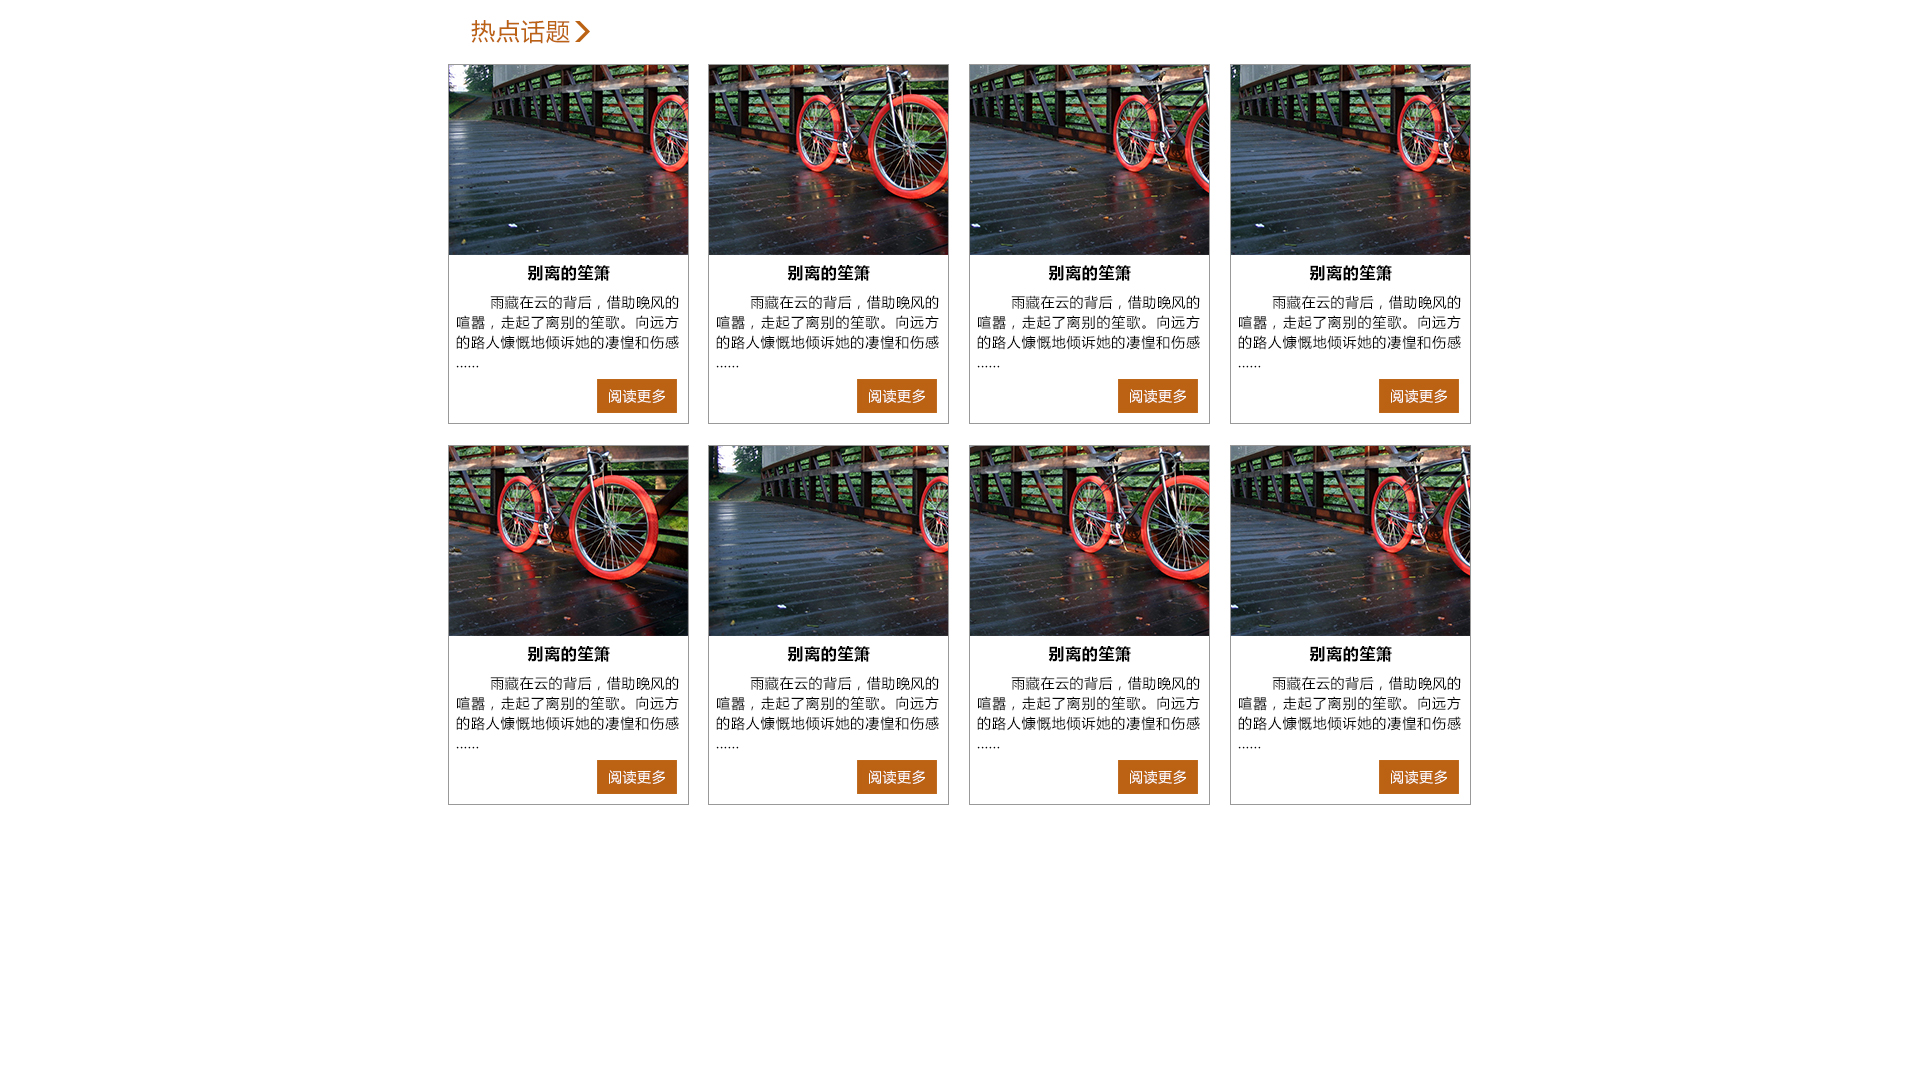 热点话题
别离的笙箫
雨藏在云的背后，借助晚风的
喧嚣，走起了离别的笙歌。向远方
的路人慷慨地倾诉她的凄惶和伤感
......
阅读更多
别离的笙箫
雨藏在云的背后，借助晚风的
喧嚣，走起了离别的笙歌。向远方
的路人慷慨地倾诉她的凄惶和伤感
......
阅读更多
别离的笙箫
雨藏在云的背后，借助晚风的
喧嚣，走起了离别的笙歌。向远方
的路人慷慨地倾诉她的凄惶和伤感
......
阅读更多
别离的笙箫
雨藏在云的背后，借助晚风的
喧嚣，走起了离别的笙歌。向远方
的路人慷慨地倾诉她的凄惶和伤感
......
阅读更多
别离的笙箫
雨藏在云的背后，借助晚风的
喧嚣，走起了离别的笙歌。向远方
的路人慷慨地倾诉她的凄惶和伤感
......
阅读更多
别离的笙箫
雨藏在云的背后，借助晚风的
喧嚣，走起了离别的笙歌。向远方
的路人慷慨地倾诉她的凄惶和伤感
......
阅读更多
别离的笙箫
雨藏在云的背后，借助晚风的
喧嚣，走起了离别的笙歌。向远方
的路人慷慨地倾诉她的凄惶和伤感
......
阅读更多
别离的笙箫
雨藏在云的背后，借助晚风的
喧嚣，走起了离别的笙歌。向远方
的路人慷慨地倾诉她的凄惶和伤感
......
阅读更多